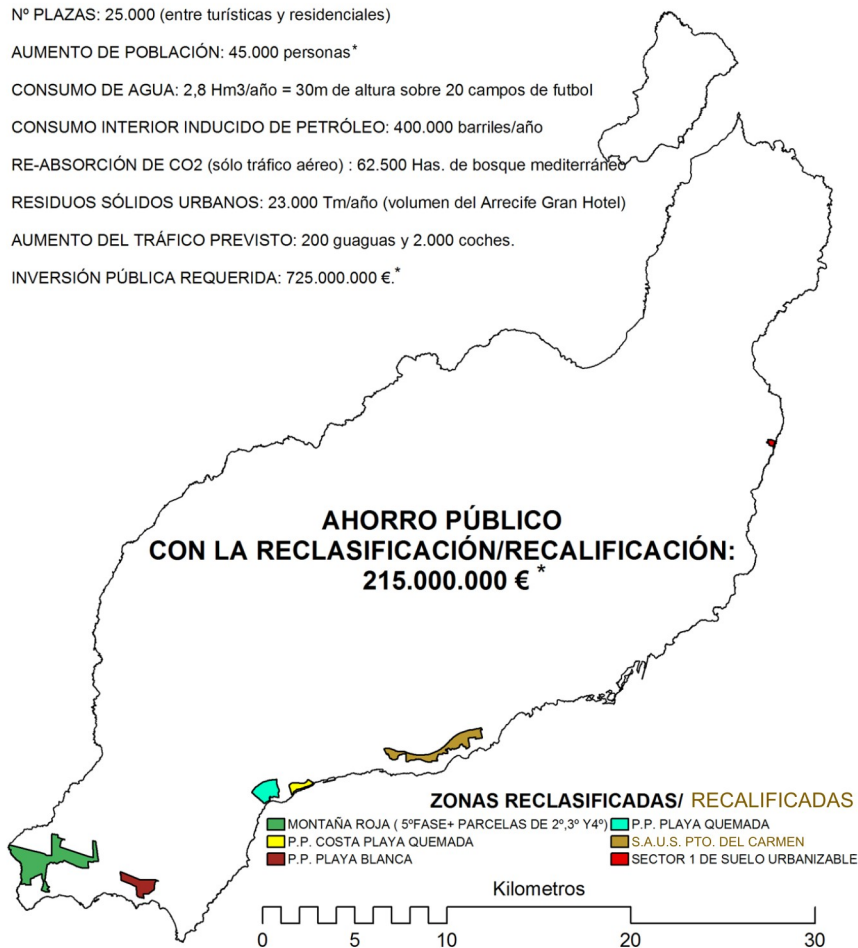 Nº PLAZAS: 25.000 (entre turísticas y residenciales)
AUMENTO DE POBLACIÓN: 45.000 personas*
CONSUMO DE AGUA: 2,8 Hm3/año = 30m de altura sobre 20 campos de futbol
CONSUMO INTERIOR INDUCIDO DE PETRÓLEO: 400.000 barriles/año
RE-ABSORCIÓN DE CO2 (sólo tráfico aéreo) : 62.500 Has. de bosque mediterráneo
RESIDUOS SÓLIDOS URBANOS: 23.000 Tm/año (volumen del Arrecife Gran Hotel)
AUMENTO DEL TRÁFICO PREVISTO: 200 guaguas y 2.000 coches.
INVERSIÓN PÚBLICA REQUERIDA: 725.000.000 €.*
AHORRO PÚBLICO
CON LA RECLASIFICACIÓN/RECALIFICACIÓN:
215.000.000 € *
ZONAS RECLASIFICADAS/ RECALIFICADAS
MONTAÑA ROJA ( 5ºFASE+ PARCELAS DE 2º,3º Y4º) P.P. PLAYA QUEMADA
P.P. COSTA PLAYA QUEMADA S.A.U.S. PTO. DEL CARMEN
P.P. PLAYA BLANCA SECTOR 1 DE SUELO URBANIZABLE
Kilometros
0 5 10 20 30